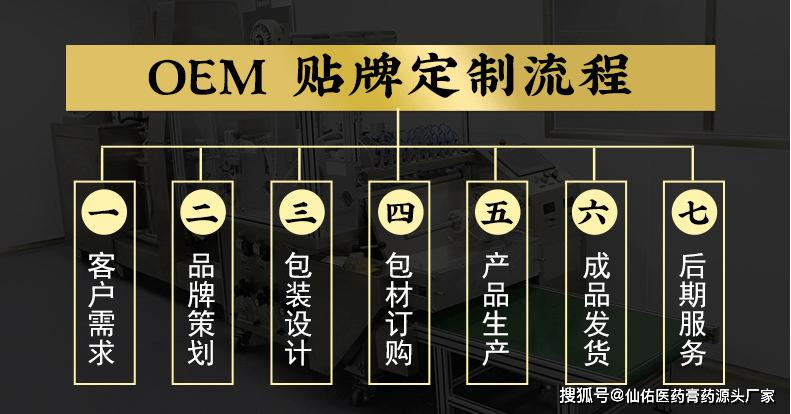 OEM 贴牌定制流程
一
客户需求
二
品牌策划
三
包装设计
四
包材订购
五
产品生产
六
成品发货
七
后期服务
搜狐号@仙佑医药膏药源头厂家